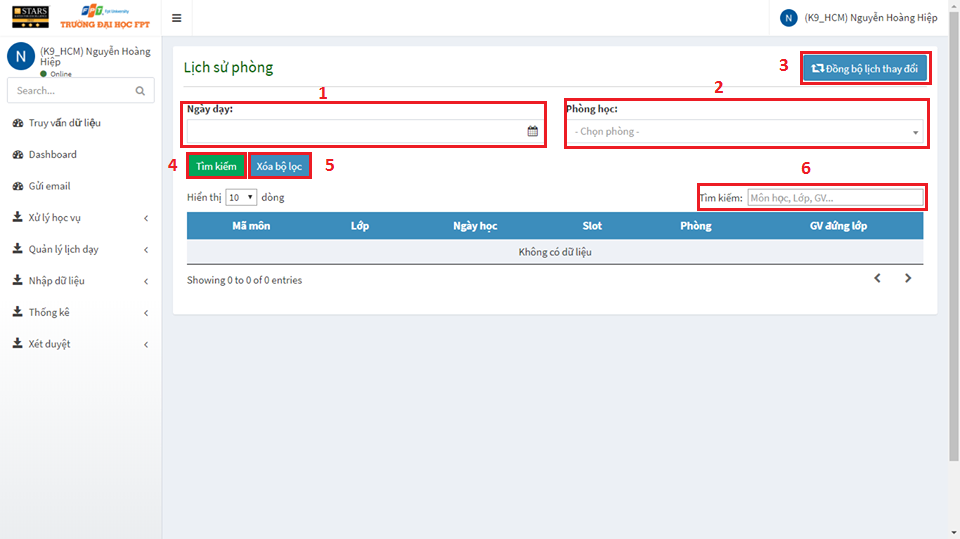 STARS
FPT Fpt University
TRƯỜNG ĐẠI HỌC FPT
N (K9_HCM) Nguyễn Hoàng Hiệp
N (K9_HCM) Nguyễn Hoàng
Hiệp
Online
Search...
Truy vấn dữ liệu
Dashboard
Gửi email
Xử lý học vụ
Quản lý lịch dạy
Nhập dữ liệu
Thống kê
Xét duyệt
Lịch sử phòng
3 Đồng bộ lịch thay đổi
1 2
Ngày dạy: Phòng học:
- Chọn phòng -
4 Tìm kiếm Xóa bộ lọc 5
6
Hiển thị 10 dòng Tìm kiếm: Môn học, Lớp, GV...
Mã môn Lớp Ngày học Slot Phòng GV đứng lớp
Không có dữ liệu
Showing 0 to 0 of 0 entries